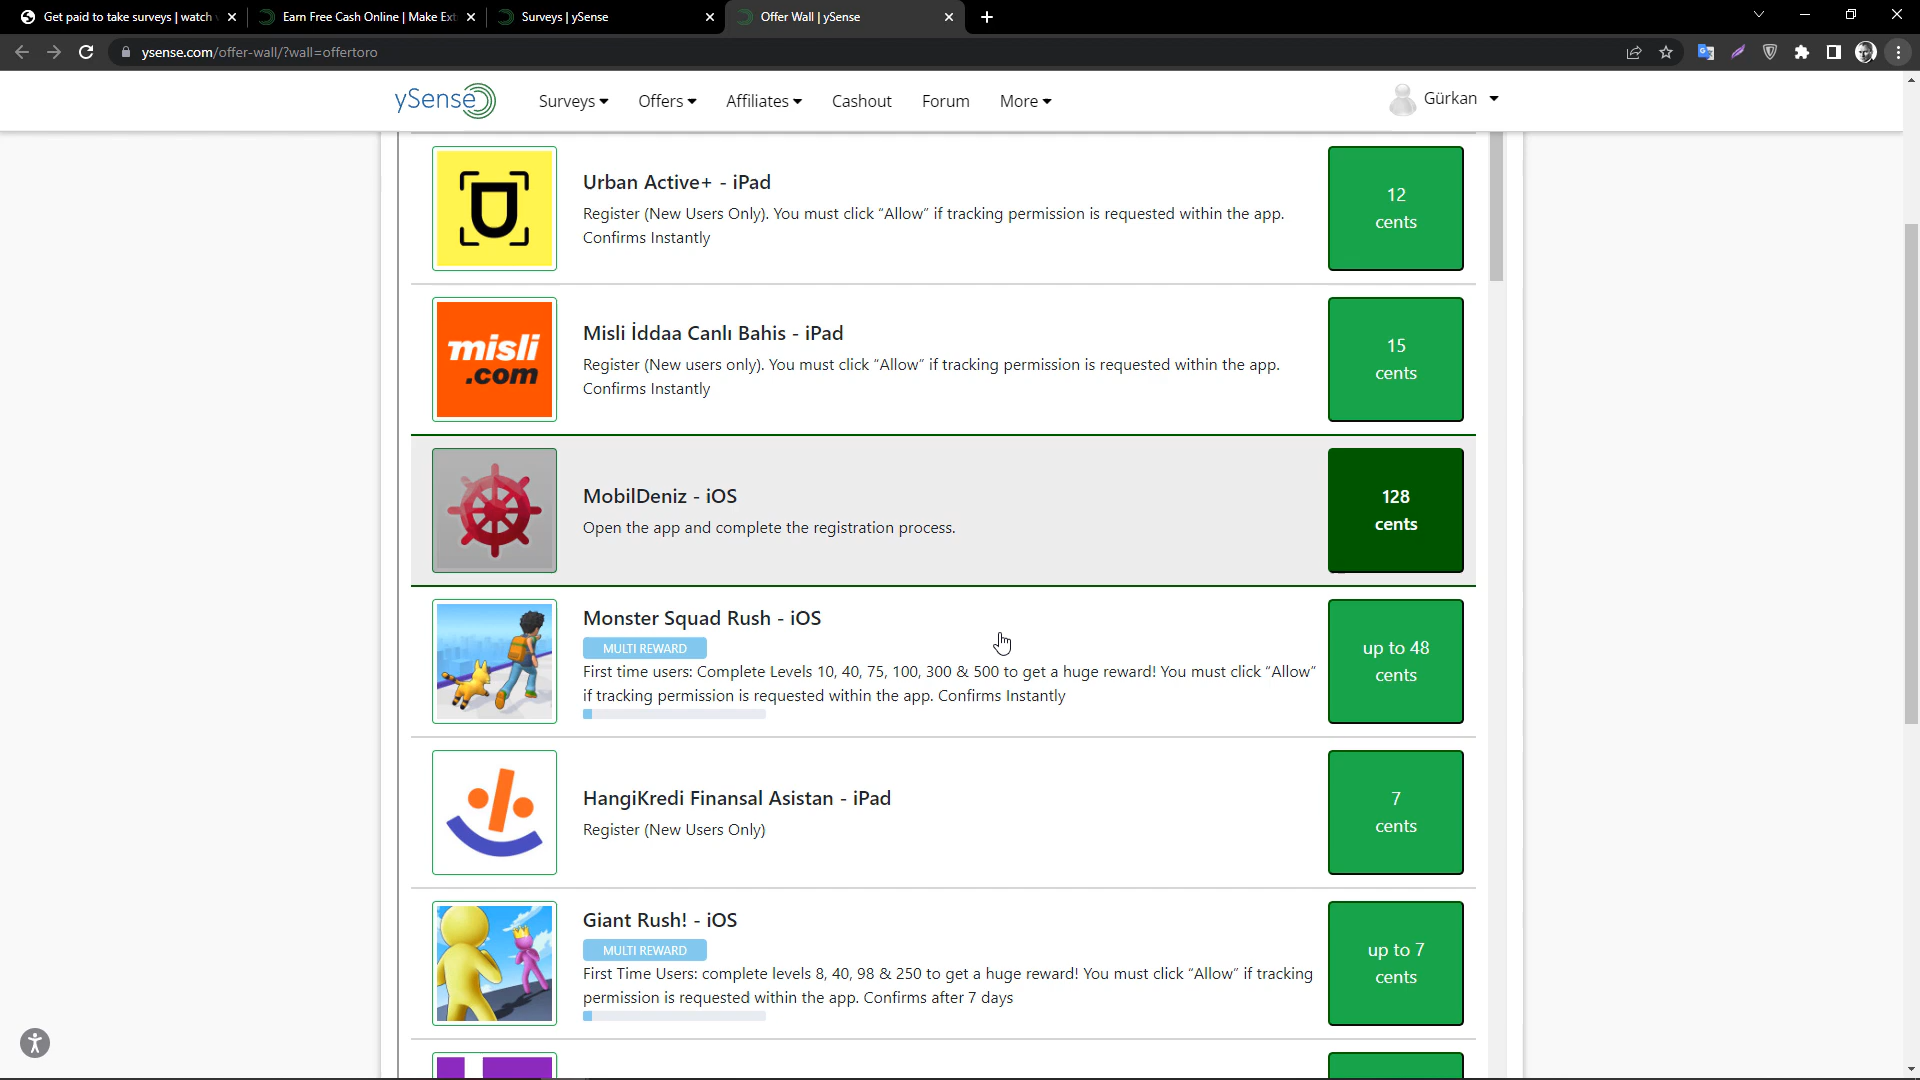 Get paid to take surveys | watch
Earn Free Cash Online | Make Ext
Surveys | ySense
Offer Wall | ySense
ysense.com/offer-wall/?wall=offertoro
ySense
Surveys
Offers
Affiliates
Cashout
Forum
More
Gürkan
Urban Active+ - iPad
Register (New Users Only). You must click “Allow” if tracking permission is requested within the app.
Confirms Instantly
12
cents
misli
.com
Misli İddaa Canlı Bahis - iPad
Register (New users only). You must click “Allow” if tracking permission is requested within the app.
Confirms Instantly
15
cents
MobilDeniz - iOS
Open the app and complete the registration process.
128
cents
Monster Squad Rush - iOS
MULTI REWARD
First time users: Complete Levels 10, 40, 75, 100, 300 & 500 to get a huge reward! You must click “Allow”
if tracking permission is requested within the app. Confirms Instantly
up to 48
cents
HangiKredi Finansal Asistan - iPad
Register (New Users Only)
7
cents
Giant Rush! - iOS
MULTI REWARD
First Time Users: complete levels 8, 40, 98 & 250 to get a huge reward! You must click “Allow” if tracking
permission is requested within the app. Confirms after 7 days
up to 7
cents